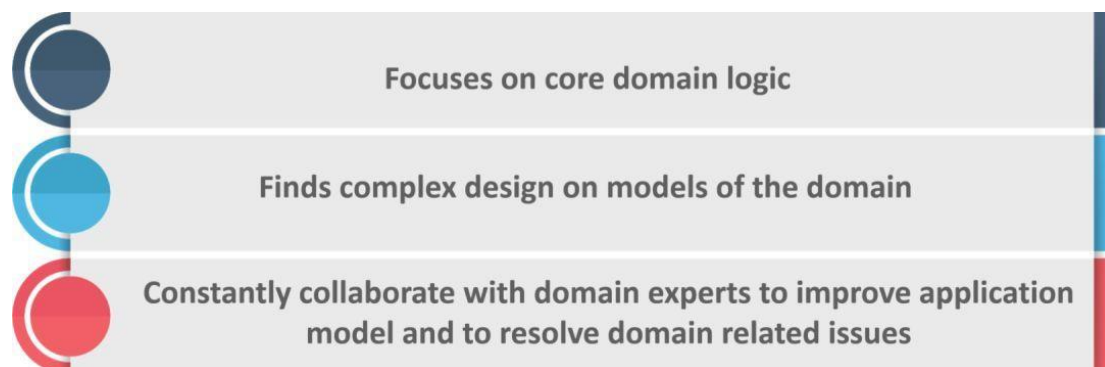 Focuses on core domain logic
Finds complex design on models of the domain
Constantly collaborate with domain experts to improve application
model and to resolve domain related issues